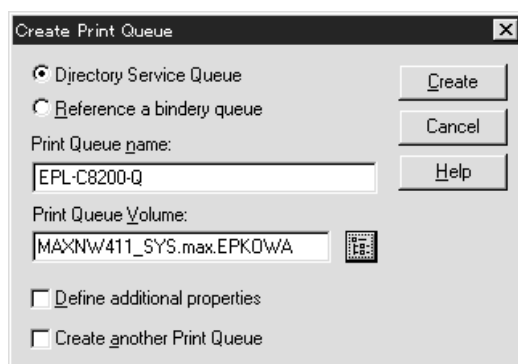 Create Print Queue
Directory Service Queue
Reference a bindery queue
Print Queue name:
EPL-C8200-Q
Print Queue Volume:
MAXNW411_SYS.max.EPKOWA
Define additional properties
Create another Print Queue
Create
Cancel
Help